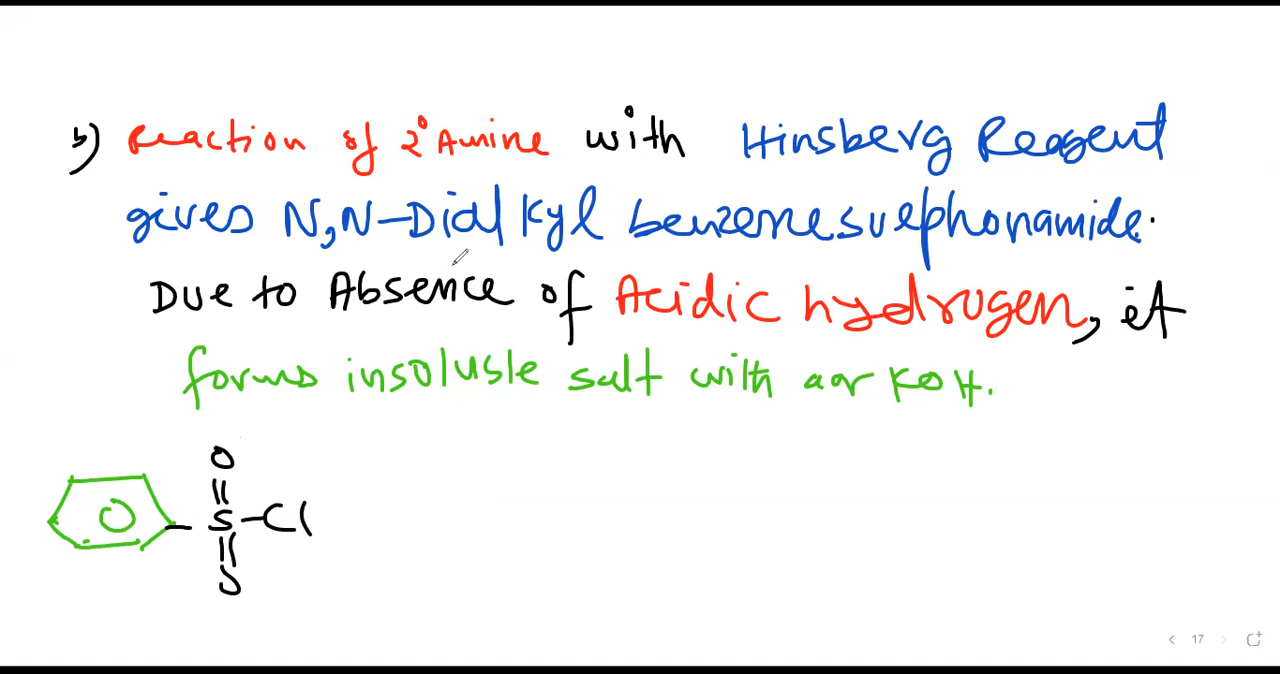 b) Reaction of 2° Amine with Hinsberg Reagent
gives N,N-Dialkyl benzenesulphonamide.
Due to Absence of Acidic hydrogen, it
forms insoluble salt with aq KOH.
O
S-Cl
S
17